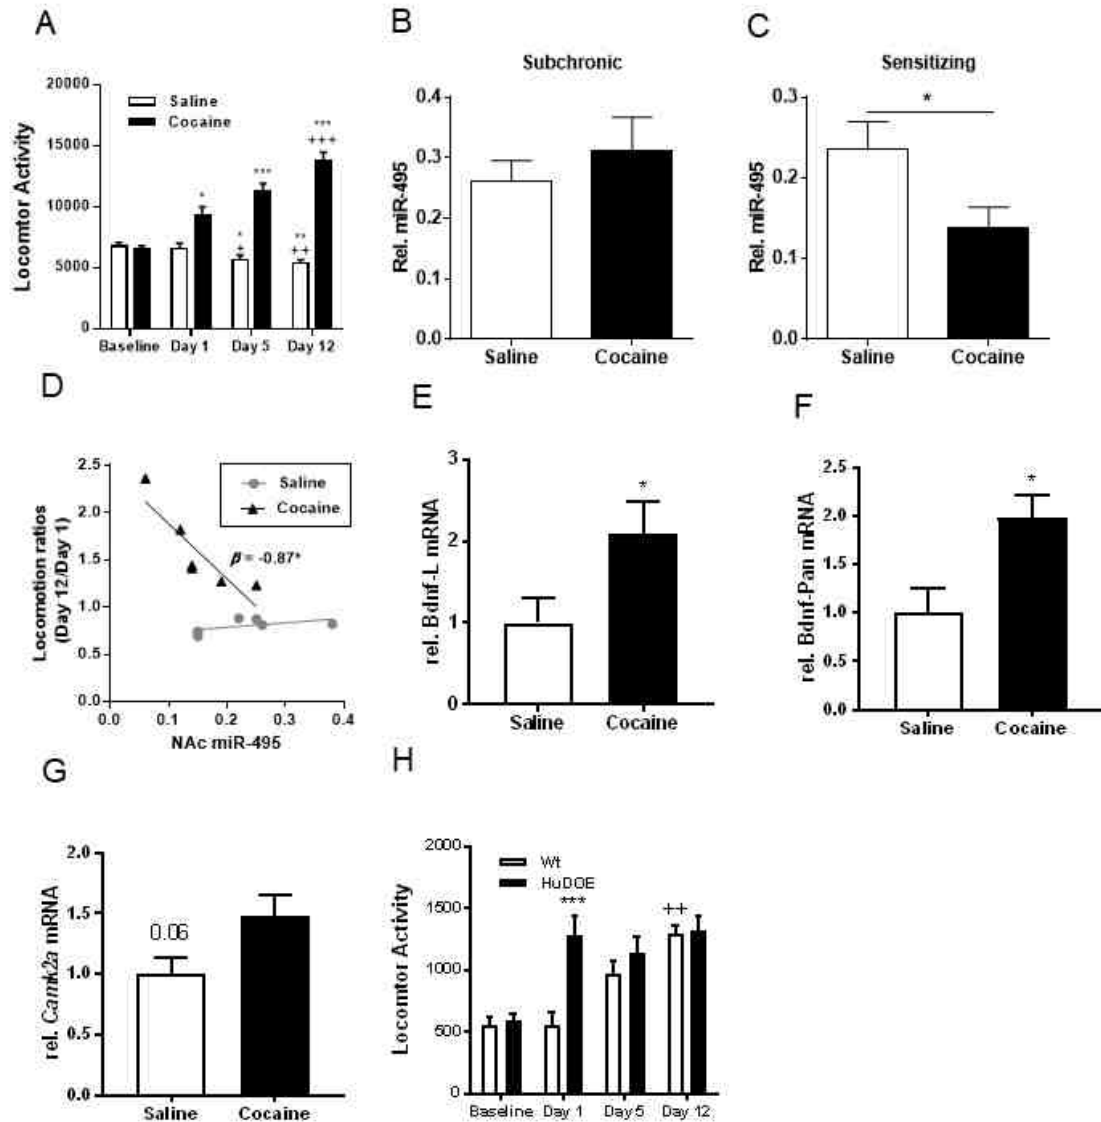 A
20000
15000
10000
5000
0
Locomtor Activity
Saline
Cocaine
*
***
***
+++
*
+
**
++
Baseline Day 1 Day 5 Day 12
B
Subchronic
0.4
0.3
0.2
0.1
0.0
Rel. miR-495
Saline Cocaine
C
Sensitizing
0.3
0.2
0.1
0.0
Rel. miR-495
*
Saline Cocaine
D
2.5
2.0
1.5
1.0
0.5
0.0
Locomotion ratios
(Day 12/Day 1)
Saline
Cocaine
β = -0.87*
0.0 0.1 0.2 0.3 0.4
NAc miR-495
E
3
2
1
0
rel. Bdnf-L mRNA
*
Saline Cocaine
F
2.5
2.0
1.5
1.0
0.5
0.0
rel. Bdnf-Pan mRNA
*
Saline Cocaine
G
2.0
1.5
1.0
0.5
0.0
rel. Camk2a mRNA
0.06
Saline Cocaine
H
2000
1500
1000
500
0
Locomtor Activity
Wt
HuDOE
***
++
Baseline Day 1 Day 5 Day 12